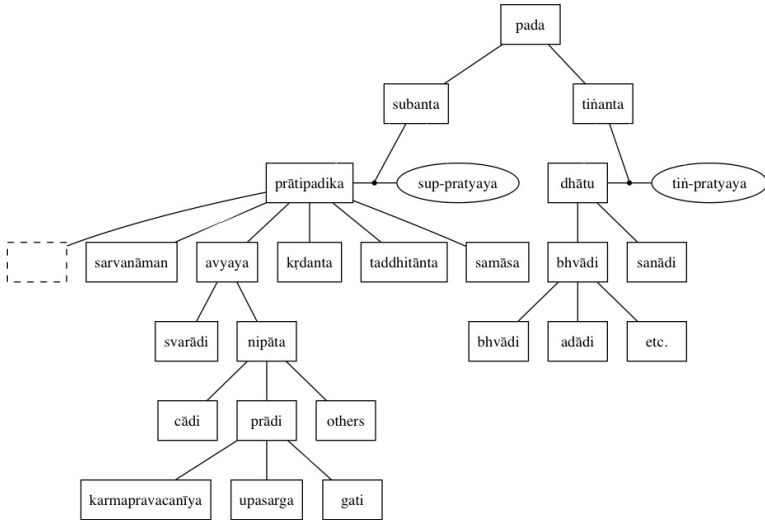 pada
subanta
tiṅanta
prātipadika
sup-pratyaya
dhātu
tiṅ-pratyaya
sarvanāman
avyaya
kṛdanta
taddhitānta
samāsa
bhvādi
sanādi
svarādi
nipāta
bhvādi
adādi
etc.
cādi
prādi
others
karmapravacanīya
upasarga
gati